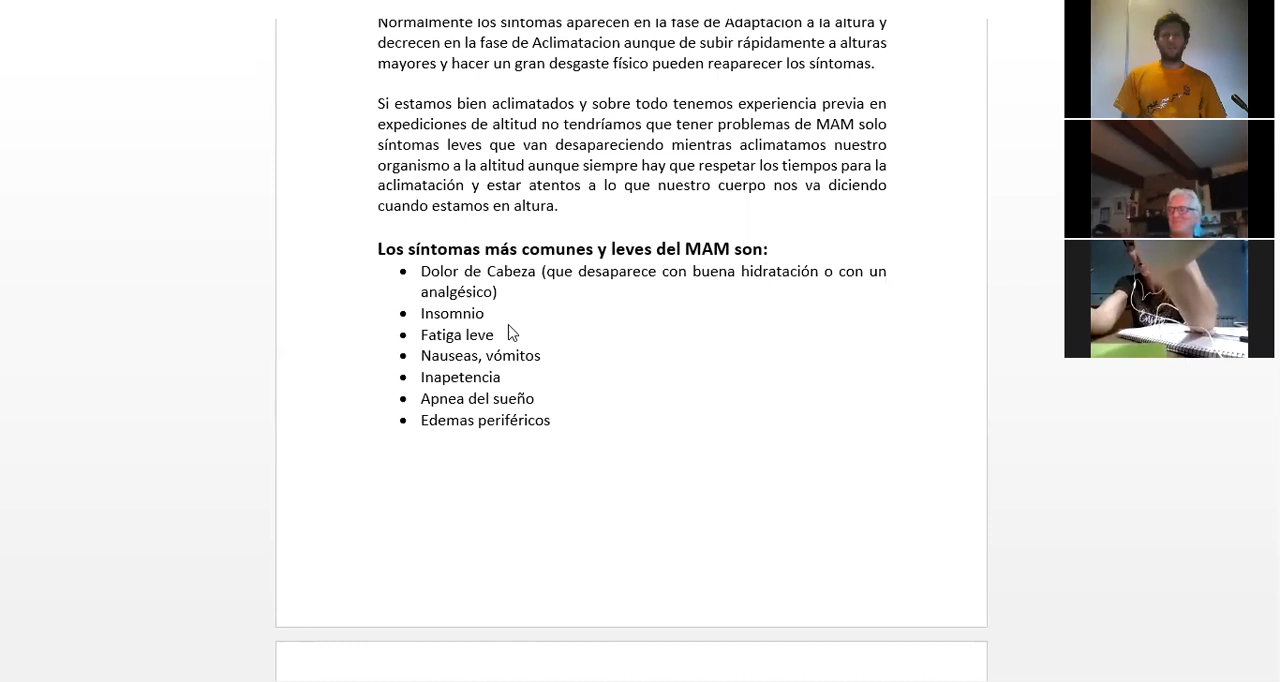 Normalmente los síntomas aparecen en la fase de Adaptación a la altura y
decrecen en la fase de Aclimatacion aunque de subir rápidamente a alturas
mayores y hacer un gran desgaste físico pueden reaparecer los síntomas.
Si estamos bien aclimatados y sobre todo tenemos experiencia previa en
expediciones de altitud no tendríamos que tener problemas de MAM solo
síntomas leves que van desapareciendo mientras aclimatamos nuestro
organismo a la altitud aunque siempre hay que respetar los tiempos para la
aclimatación y estar atentos a lo que nuestro cuerpo nos va diciendo
cuando estamos en altura.
Los síntomas más comunes y leves del MAM son:
• Dolor de Cabeza (que desaparece con buena hidratación o con un
analgésico)
• Insomnio
• Fatiga leve
• Nauseas, vómitos
• Inapetencia
• Apnea del sueño
• Edemas periféricos